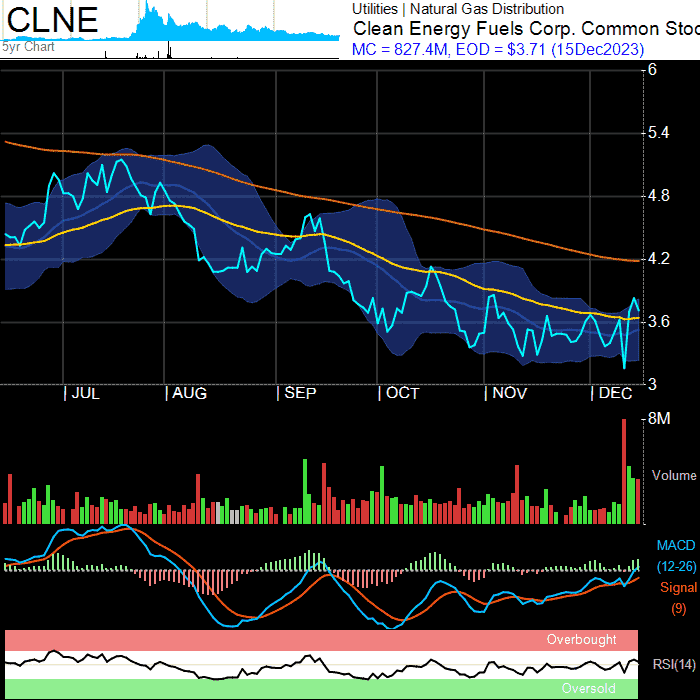 CLNE
5yr Chart
Utilities | Natural Gas Distribution
Clean Energy Fuels Corp. Common Stoc
MC = 827.4M, EOD = $3.71 (15Dec2023)
6
5.4
4.8
4.2
3.6
3
| JUL | AUG | SEP | OCT | NOV | DEC
8M
Volume
MACD
(12-26)
Signal
(9)
Overbought
RSI(14)
Oversold